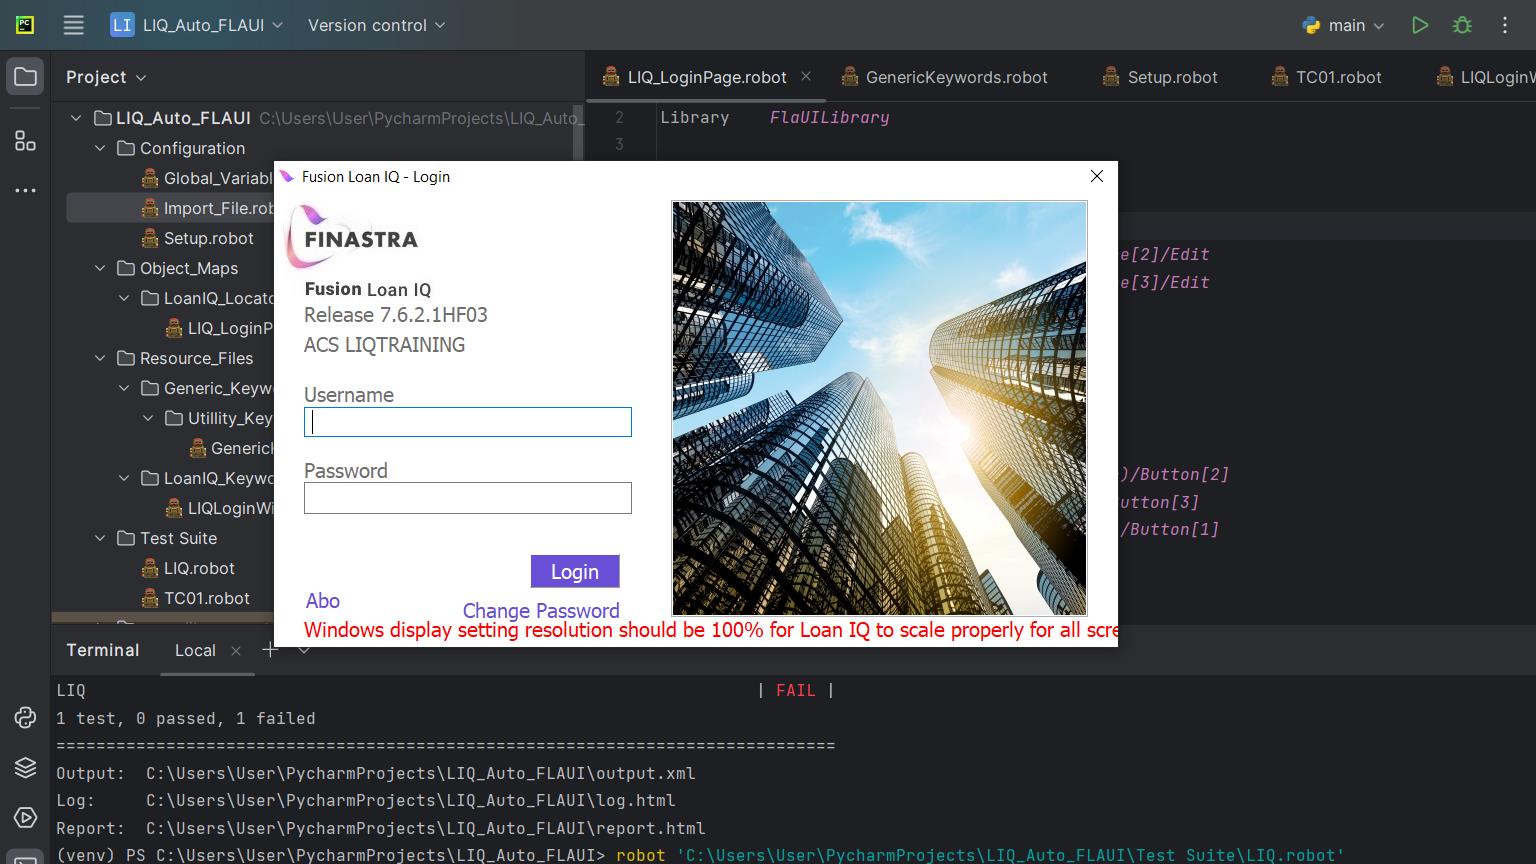 LI LIQ_Auto_FLAUI Version control main
Project
LIQ_LoginPage.robot GenericKeywords.robot Setup.robot TC01.robot LIQLoginW
LIQ_Auto_FLAUI C:\Users\User\PycharmProjects\LIQ_Auto_
2 Library FlaUILibrary
3
Configuration
Global_Variabl
Import_File.rob
Setup.robot
Object_Maps
LoanIQ_Locato
LIQ_LoginP
Resource_Files
Generic_Keywo
Utillity_Key
Generick
LoanIQ_Keywo
LIQLoginWi
Test Suite
LIQ.robot
TC01.robot
Fusion Loan IQ - Login
FINASTRA
Fusion Loan IQ
Release 7.6.2.1HF03
ACS LIQTRAINING
Username
Password
Login
Abo
Change Password
Windows display setting resolution should be 100% for Loan IQ to scale properly for all scre
e[2]/Edit
e[3]/Edit
)/Button[2]
utton[3]
/Button[1]
Terminal Local
LIQ | FAIL |
1 test, 0 passed, 1 failed
==============================================================================
Output: C:\Users\User\PycharmProjects\LIQ_Auto_FLAUI\output.xml
Log: C:\Users\User\PycharmProjects\LIQ_Auto_FLAUI\log.html
Report: C:\Users\User\PycharmProjects\LIQ_Auto_FLAUI\report.html
(venv) PS C:\Users\User\PycharmProjects\LIQ_Auto_FLAUI> robot 'C:\Users\User\PycharmProjects\LIQ_Auto_FLAUI\Test Suite\LIQ.robot'